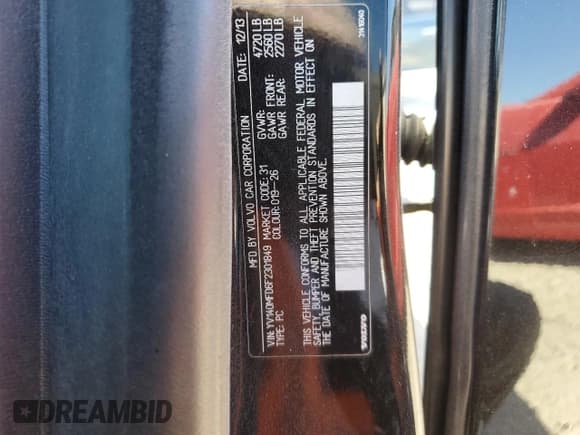 MFD BY VOLVO CAR CORPORATION DATE: 12/13
GVWR: 4720 LB
GAWR FRONT: 2560 LB
GAWR REAR: 2270 LB
VIN: YV140MFD6F2301849 MARKET CODE: 31
TYPE: PC COLOUR: 019--26
THIS VEHICLE CONFORMS TO ALL APPLICABLE FEDERAL MOTOR VEHICLE
SAFETY, BUMPER AND THEFT PREVENTION STANDARDS IN EFFECT ON
THE DATE OF MANUFACTURE SHOWN ABOVE.
VOLVO
DREAMBID